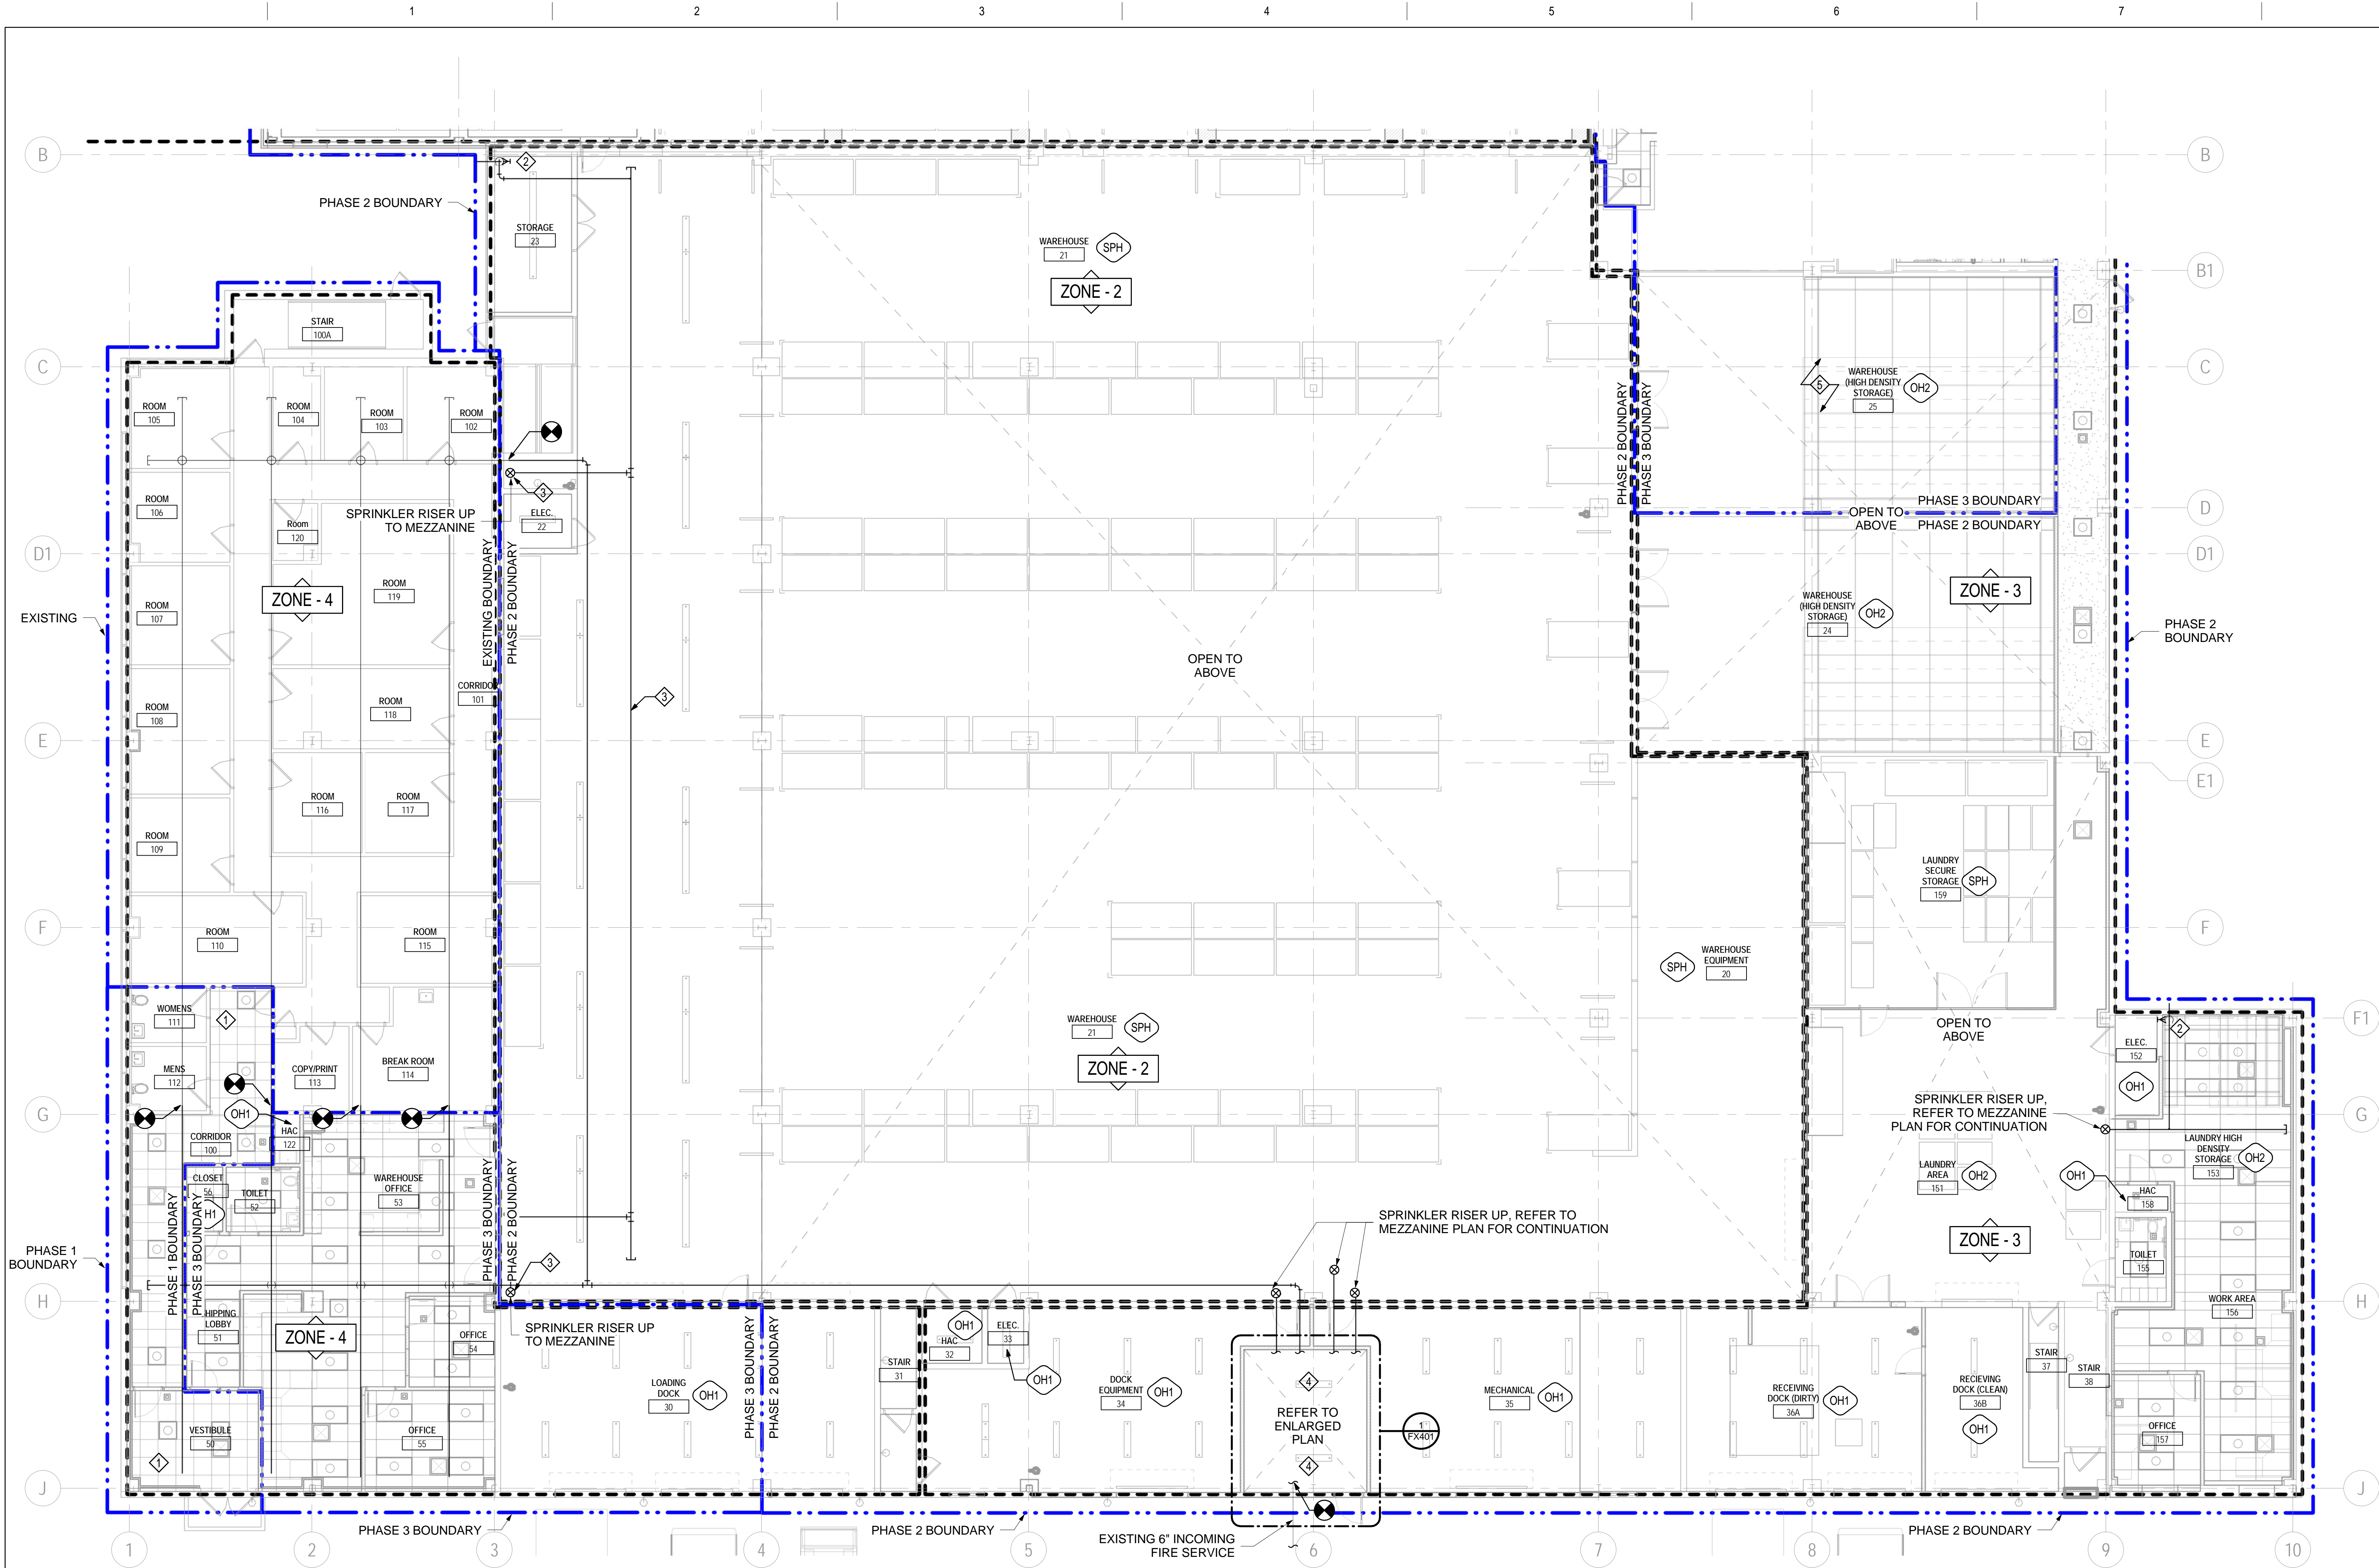 1
2
3
4
5
6
7
B
B
PHASE 2 BOUNDARY
2
STORAGE
23
WAREHOUSE
21
SPH
ZONE - 2
B1
STAIR
100A
C
C
ROOM
105
ROOM
104
ROOM
103
ROOM
102
PHASE 2 BOUNDARY
PHASE 3 BOUNDARY
5
WAREHOUSE
(HIGH DENSITY
STORAGE)
25
OH2
ROOM
106
Room
120
SPRINKLER RISER UP
TO MEZZANINE
3
ELEC.
22
PHASE 3 BOUNDARY
OPEN TO
ABOVE
PHASE 2 BOUNDARY
D
D1
D1
ZONE - 4
ROOM
119
EXISTING BOUNDARY
PHASE 2 BOUNDARY
EXISTING
ROOM
107
WAREHOUSE
(HIGH DENSITY
STORAGE)
24
OH2
ZONE - 3
PHASE 2
BOUNDARY
OPEN TO
ABOVE
ROOM
108
ROOM
118
CORRIDOR
101
3
E
E
E1
ROOM
116
ROOM
117
ROOM
109
LAUNDRY
SECURE
STORAGE
159
SPH
F
F
ROOM
110
ROOM
115
SPH
WAREHOUSE
EQUIPMENT
20
WOMENS
111
1
WAREHOUSE
21
SPH
ZONE - 2
OPEN TO
ABOVE
F1
2
ELEC.
152
OH1
MENS
112
COPY/PRINT
113
BREAK ROOM
114
G
G
OH1
CORRIDOR
100
HAC
122
SPRINKLER RISER UP,
REFER TO MEZZANINE
PLAN FOR CONTINUATION
LAUNDRY HIGH
DENSITY
STORAGE
153
OH2
CLOSET
56
H1
TOILET
52
WAREHOUSE
OFFICE
53
LAUNDRY
AREA
151
OH2
OH1
HAC
158
PHASE 1 BOUNDARY
PHASE 3 BOUNDARY
PHASE 3 BOUNDARY
PHASE 2 BOUNDARY
SPRINKLER RISER UP, REFER TO
MEZZANINE PLAN FOR CONTINUATION
ZONE - 3
PHASE 1
BOUNDARY
3
TOILET
155
H
H
HIPPING
LOBBY
51
ZONE - 4
OFFICE
54
SPRINKLER RISER UP
TO MEZZANINE
WORK AREA
156
PHASE 3 BOUNDARY
PHASE 2 BOUNDARY
OH1
HAC
32
ELEC.
33
OH1
STAIR
31
LOADING
DOCK
30
OH1
DOCK
EQUIPMENT
34
OH1
4
REFER TO
ENLARGED
PLAN
4
1
FX401
MECHANICAL
35
OH1
RECEIVING
DOCK (DIRTY)
36A
OH1
RECIEVING
DOCK (CLEAN)
36B
OH1
STAIR
37
STAIR
38
VESTIBULE
50
1
OFFICE
55
OFFICE
157
J
J
PHASE 3 BOUNDARY
PHASE 2 BOUNDARY
EXISTING 6" INCOMING
FIRE SERVICE
PHASE 2 BOUNDARY
1
2
3
4
5
6
7
8
9
10